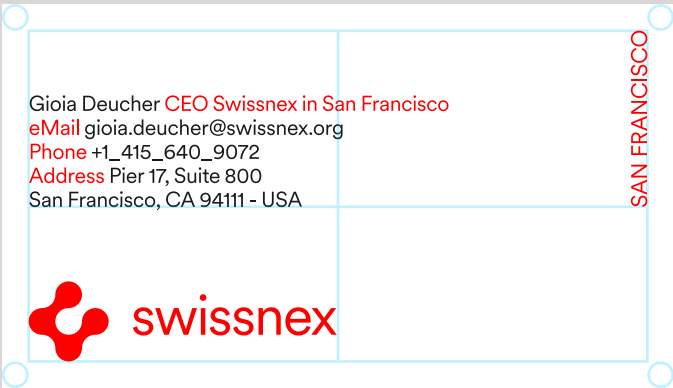 Gioia Deucher CEO Swissnex in San Francisco
eMail gioia.deucher@swissnex.org
Phone +1_415_640_9072
Address Pier 17, Suite 800
San Francisco, CA 94111 - USA
SAN FRANCISCO
swissnex